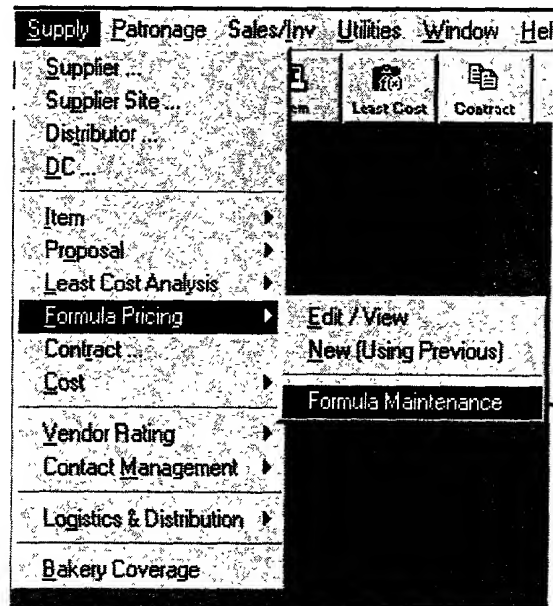 Supply Patronage Sales/Inv Utilities Window Hel
Supplier ...
Supplier Site ...
Distributor ...
DC ...
Least Cost Contract
Item
Proposal
Least Cost Analysis
Formula Pricing
Contract ...
Cost
Vendor Rating
Contact Management
Logistics & Distribution
Bakery Coverage
Edit / View
New (Using Previous)
Formula Maintenance